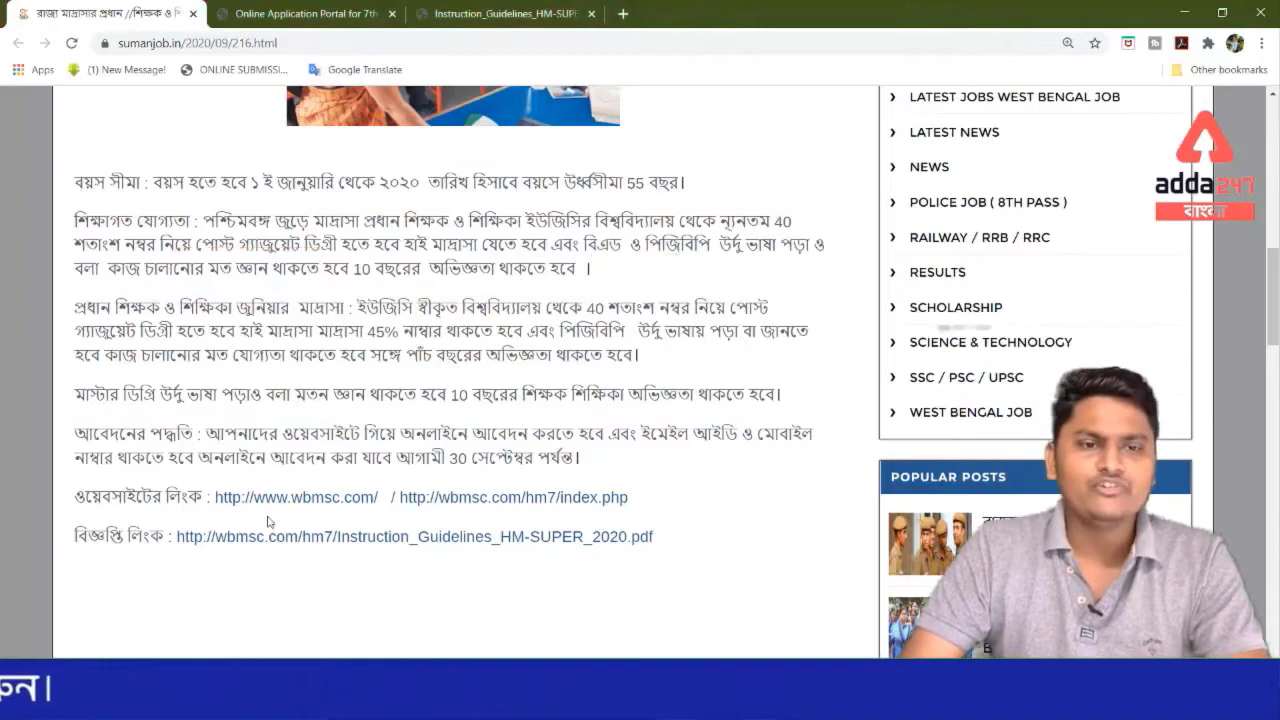 রাজ্য মাদ্রাসার প্রধান //শিক্ষক ও শি
Online Application Portal for 7th
Instruction_Guidelines_HM-SUPE
sumanjob.in/2020/09/216.html
Apps
(1) New Message!
ONLINE SUBMISSI...
Google Translate
Other bookmarks
বয়স সীমা : বয়স হতে হবে ১ ই জানুয়ারি থেকে ২০২০ তারিখ হিসাবে বয়সে উর্ধ্বসীমা 55 বছর।
শিক্ষাগত যোগ্যতা : পশ্চিমবঙ্গ জুড়ে মাদ্রাসা প্রধান শিক্ষক ও শিক্ষিকা ইউজিসির বিশ্ববিদ্যালয় থেকে ন্যূনতম 40
শতাংশ নম্বর নিয়ে পোস্ট গ্যাজুয়েট ডিগ্রী হতে হবে হাই মাদ্রাসা যেতে হবে এবং বিএড ও পিজিবিপি উর্দু ভাষা পড়া ও
বলা কাজ চালানোর মত জ্ঞান থাকতে হবে 10 বছরের অভিজ্ঞতা থাকতে হবে ।
প্রধান শিক্ষক ও শিক্ষিকা জুনিয়ার মাদ্রাসা : ইউজিসি স্বীকৃত বিশ্ববিদ্যালয় থেকে 40 শতাংশ নম্বর নিয়ে পোস্ট
গ্যাজুয়েট ডিগ্রী হতে হবে হাই মাদ্রাসা মাদ্রাসা 45% নাম্বার থাকতে হবে এবং পিজিবিপি উর্দু ভাষায় পড়া বা জানতে
হবে কাজ চালানোর মত যোগ্যতা থাকতে হবে সঙ্গে পাঁচ বছরের অভিজ্ঞতা থাকতে হবে।
মাস্টার ডিগ্রি উর্দু ভাষা পড়াও বলা মতন জ্ঞান থাকতে হবে 10 বছরের শিক্ষক শিক্ষিকা অভিজ্ঞতা থাকতে হবে।
আবেদনের পদ্ধতি : আপনাদের ওয়েবসাইটে গিয়ে অনলাইনে আবেদন করতে হবে এবং ইমেইল আইডি ও মোবাইল
নাম্বার থাকতে হবে অনলাইনে আবেদন করা যাবে আগামী 30 সেপ্টেম্বর পর্যন্ত।
ওয়েবসাইটের লিংক : http://www.wbmsc.com/ / http://wbmsc.com/hm7/index.php
বিজ্ঞপ্তি লিংক : http://wbmsc.com/hm7/Instruction_Guidelines_HM-SUPER_2020.pdf
LATEST JOBS WEST BENGAL JOB
LATEST NEWS
NEWS
POLICE JOB ( 8TH PASS )
RAILWAY / RRB / RRC
RESULTS
SCHOLARSHIP
SCIENCE & TECHNOLOGY
SSC / PSC / UPSC
WEST BENGAL JOB
POPULAR POSTS
adda247
বাংলা
রুন।